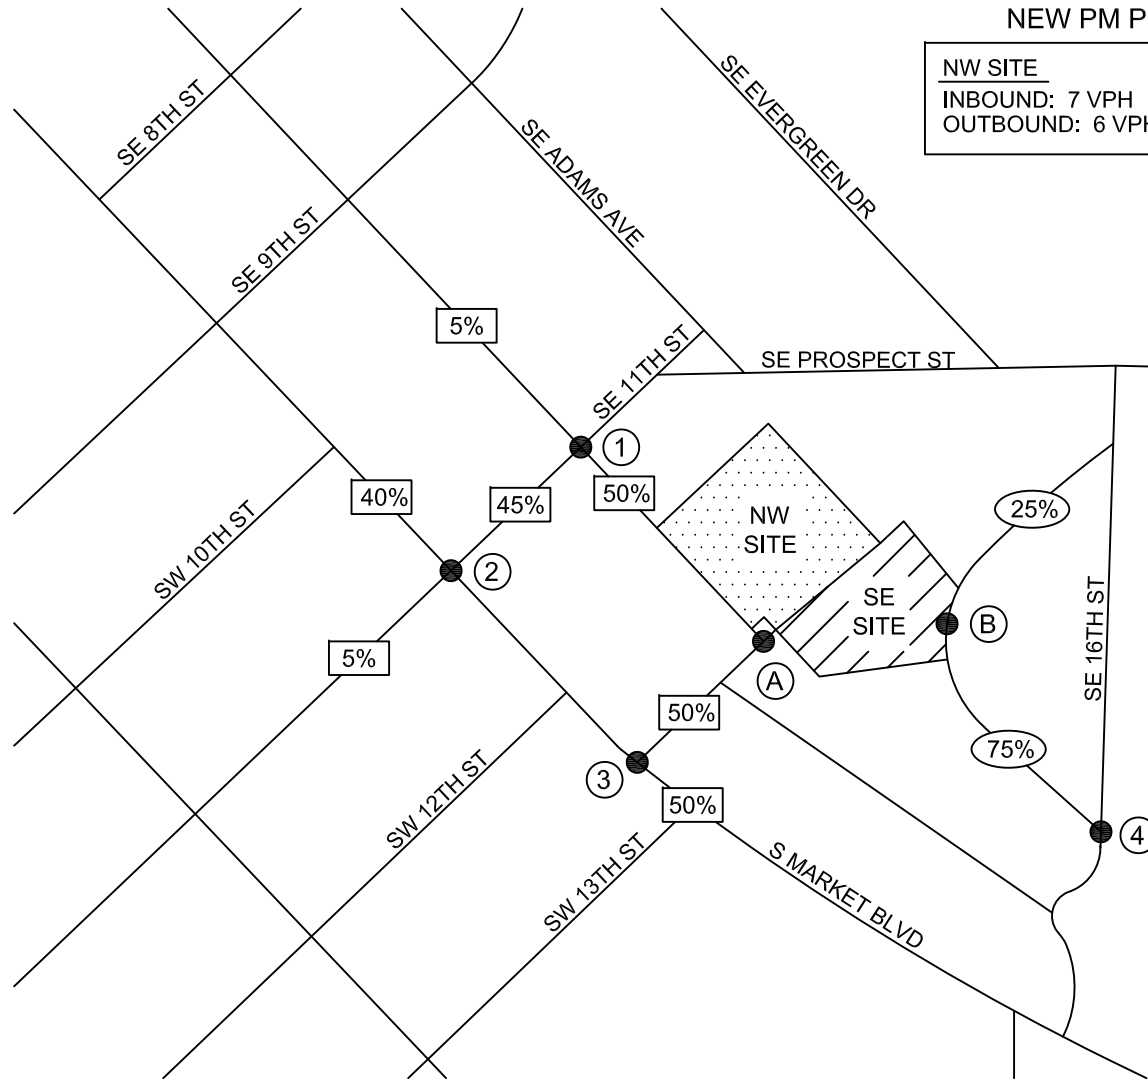 NEW PM P
NW SITE
INBOUND: 7 VPH
OUTBOUND: 6 VPH
SE 8TH ST
SE 9TH ST
SE ADAMS AVE
SE EVERGREEN DR
5%
SE 11TH ST
SE PROSPECT ST
1
40%
45%
50%
SW 10TH ST
2
NW
SITE
25%
SE
SITE
B
5%
A
SE 16TH ST
50%
75%
3
50%
SW 12TH ST
SW 13TH ST
S MARKET BLVD
4